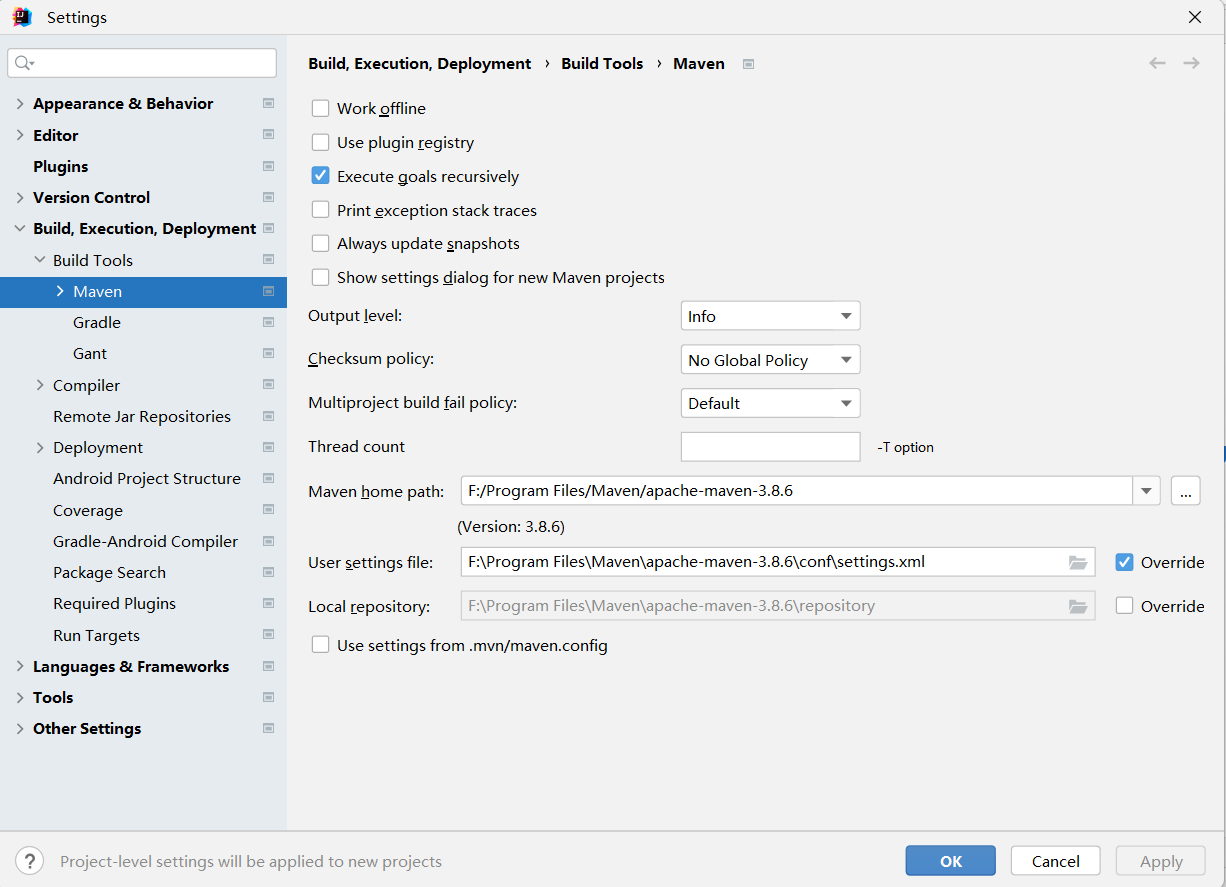 Settings
Build, Execution, Deployment › Build Tools › Maven
Appearance & Behavior
Editor
Plugins
Version Control
Build, Execution, Deployment
Build Tools
Maven
Gradle
Gant
Compiler
Remote Jar Repositories
Deployment
Android Project Structure
Coverage
Gradle-Android Compiler
Package Search
Required Plugins
Run Targets
Languages & Frameworks
Tools
Other Settings
Work offline
Use plugin registry
Execute goals recursively
Print exception stack traces
Always update snapshots
Show settings dialog for new Maven projects
Output level: Info
Checksum policy: No Global Policy
Multiproject build fail policy: Default
Thread count -T option
Maven home path: F:/Program Files/Maven/apache-maven-3.8.6 ...
(Version: 3.8.6)
User settings file: F:\Program Files\Maven\apache-maven-3.8.6\conf\settings.xml Override
Local repository: F:\Program Files\Maven\apache-maven-3.8.6\repository Override
Use settings from .mvn/maven.config
? Project-level settings will be applied to new projects OK Cancel Apply